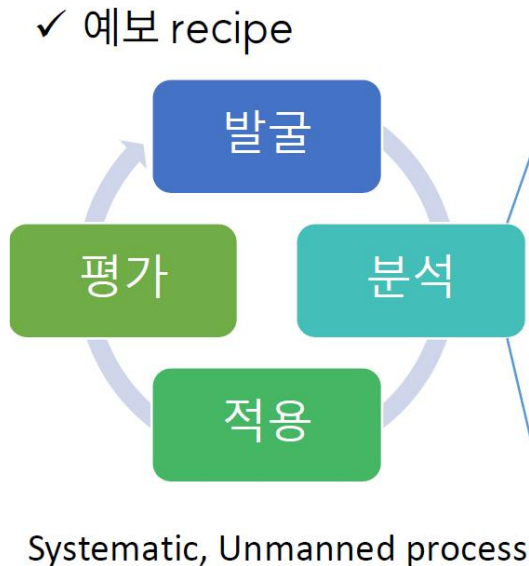 ✓ 예보 recipe
발굴
평가
분석
적용
Systematic, Unmanned process